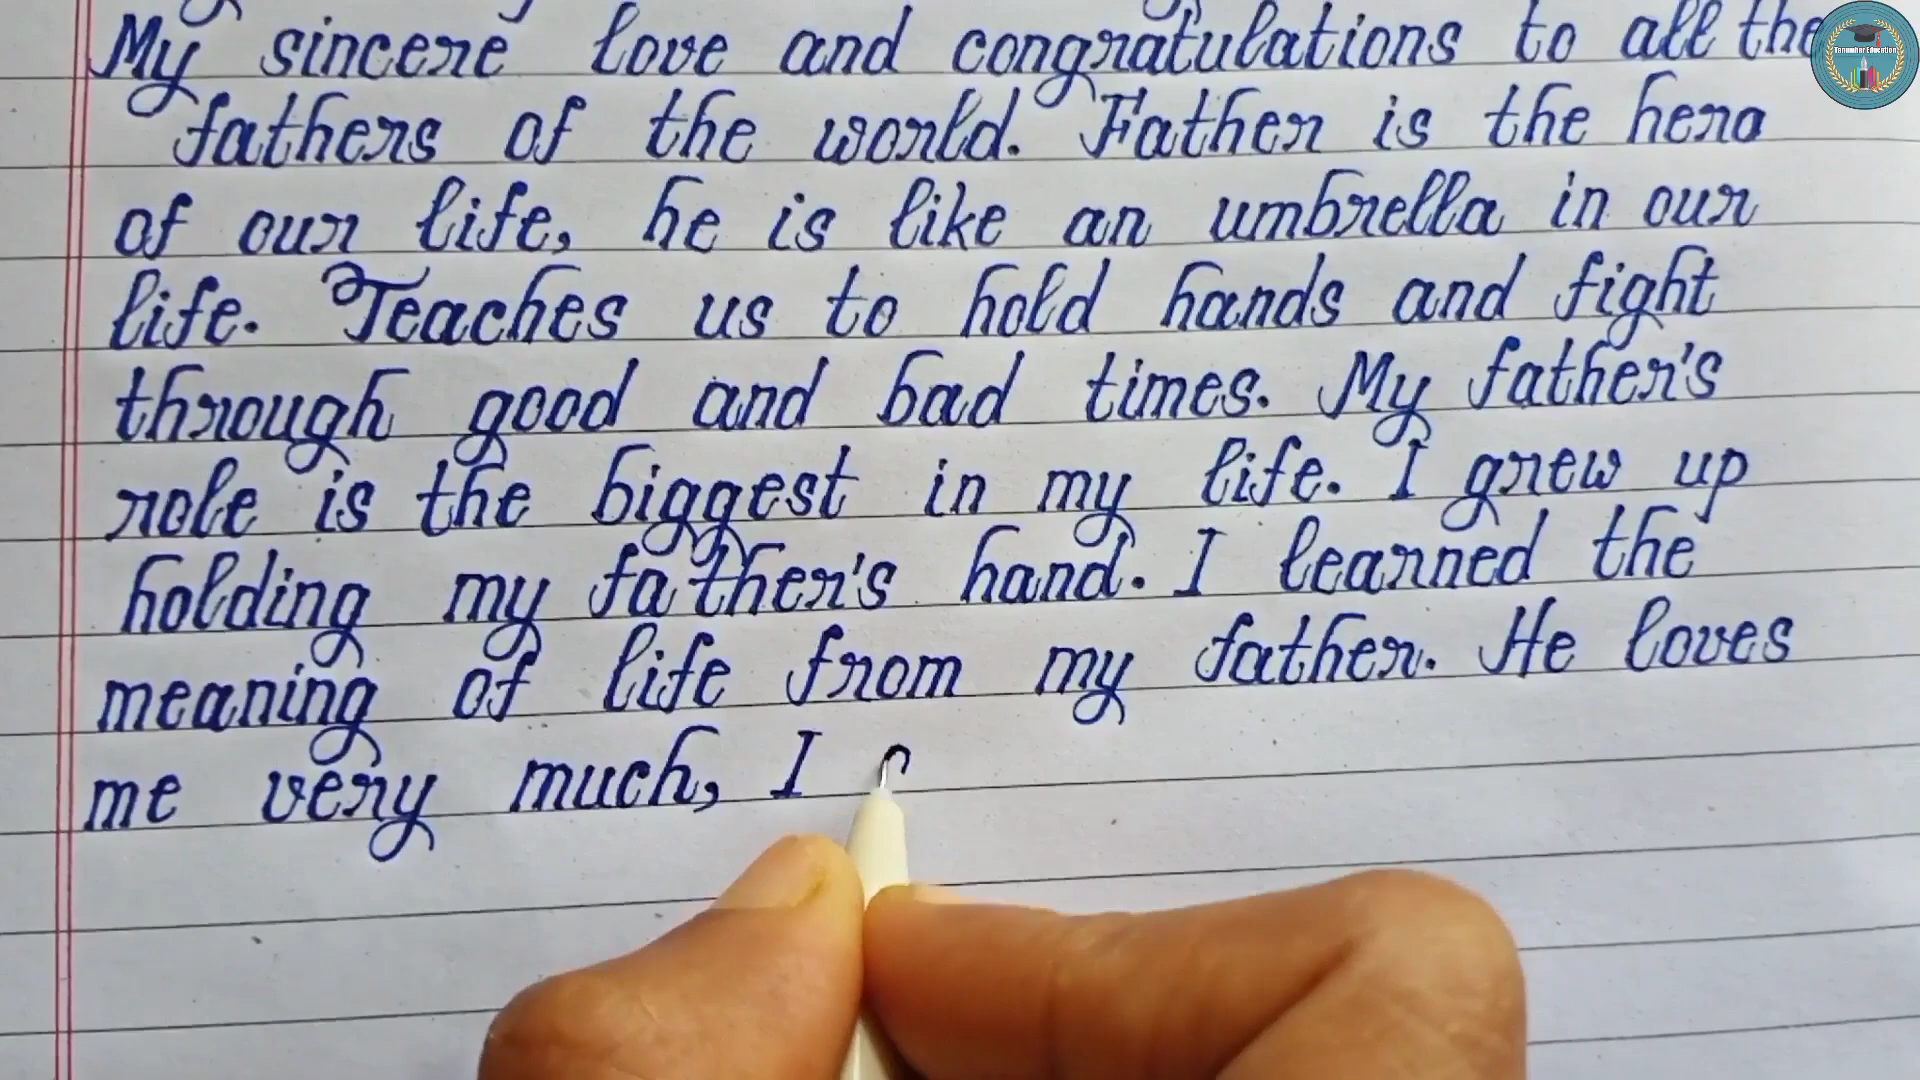 My sincere love and congratulations to all the
fathers of the world. Father is the hero
of our life, he is like an umbrella in our
life. Teaches us to hold hands and fight
through good and bad times. My father's
role is the biggest in my life. I grew up
holding my father's hand. I learned the
meaning of life from my father. He loves
me very much, I
Education